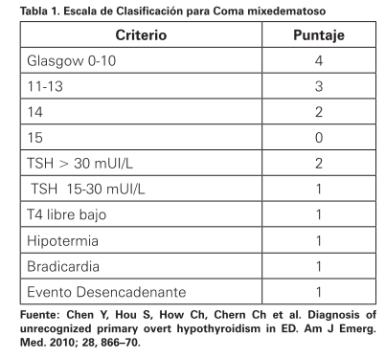 Tabla 1. Escala de Clasificación para Coma mixedematoso
Criterio Puntaje
Glasgow 0-10 4
11-13 3
14 2
15 0
TSH > 30 mUI/L 2
TSH 15-30 mUI/L 1
T4 libre bajo 1
Hipotermia 1
Bradicardia 1
Evento Desencadenante 1
Fuente: Chen Y, Hou S, How Ch, Chern Ch et al. Diagnosis of
unrecognized primary overt hypothyroidism in ED. Am J Emerg.
Med. 2010; 28, 866–70.